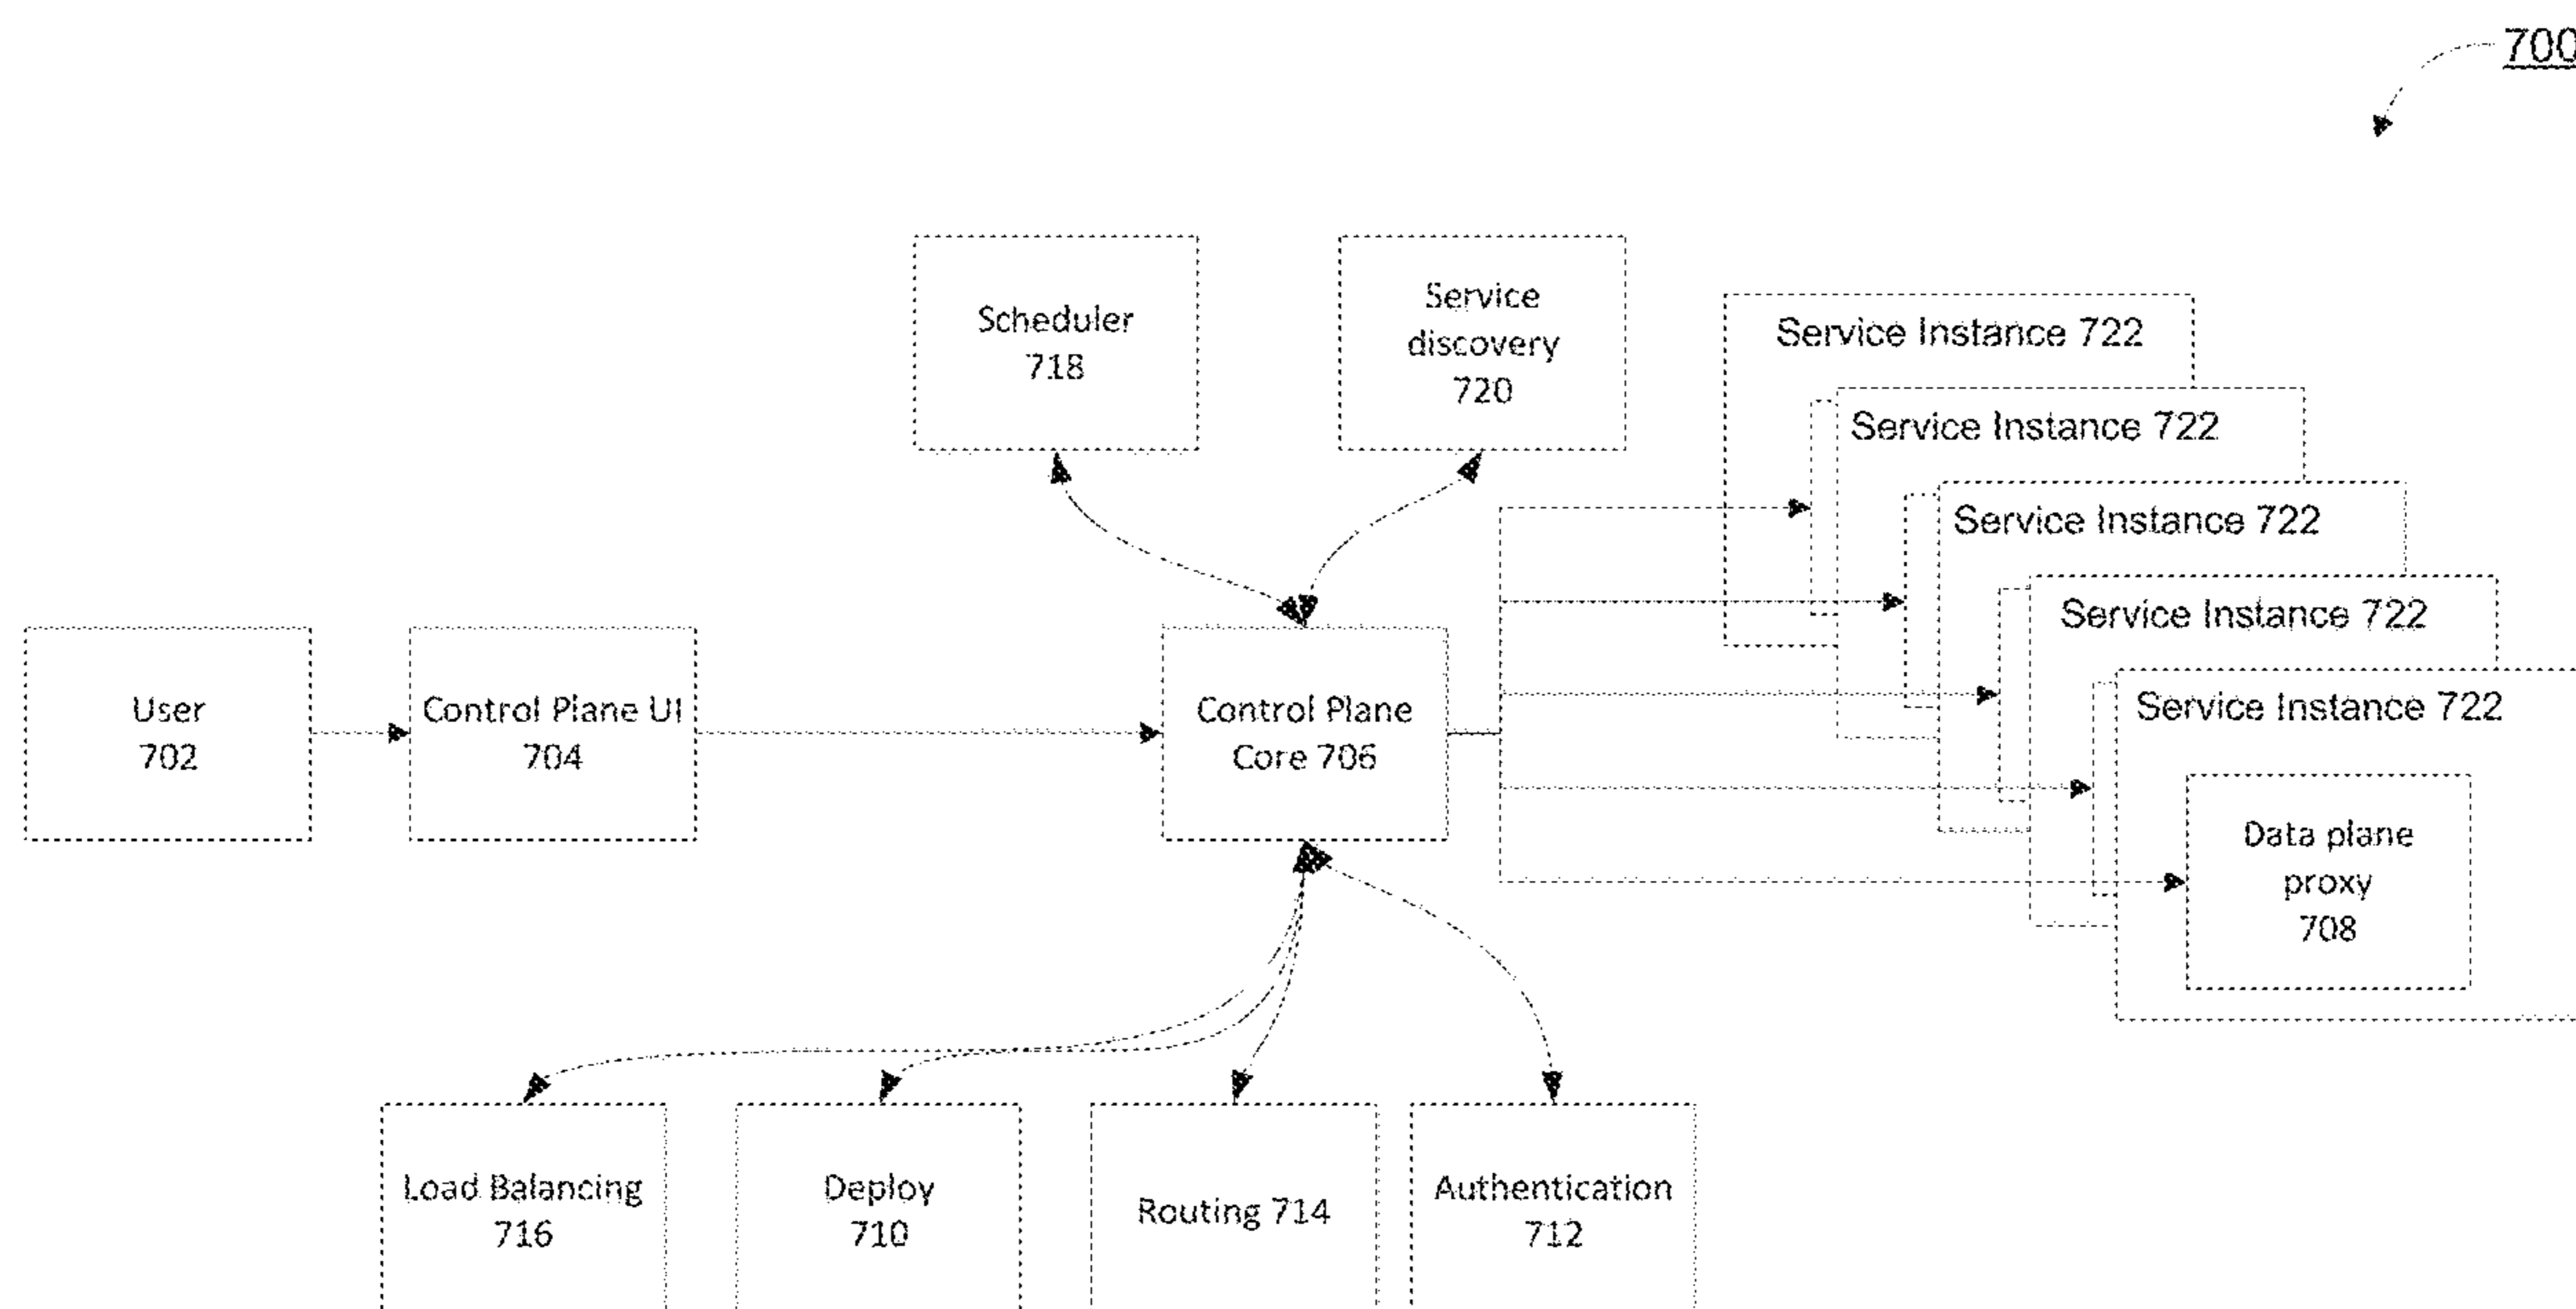 700
Scheduler
718
Service
discovery
720
Service Instance 722
Service Instance 722
Service Instance 722
Service Instance 722
Service Instance 722
User
702
Control Plane UI
704
Control Plane
Core 706
Data plane
proxy
708
Load Balancing
716
Deploy
710
Routing 714
Authentication
712